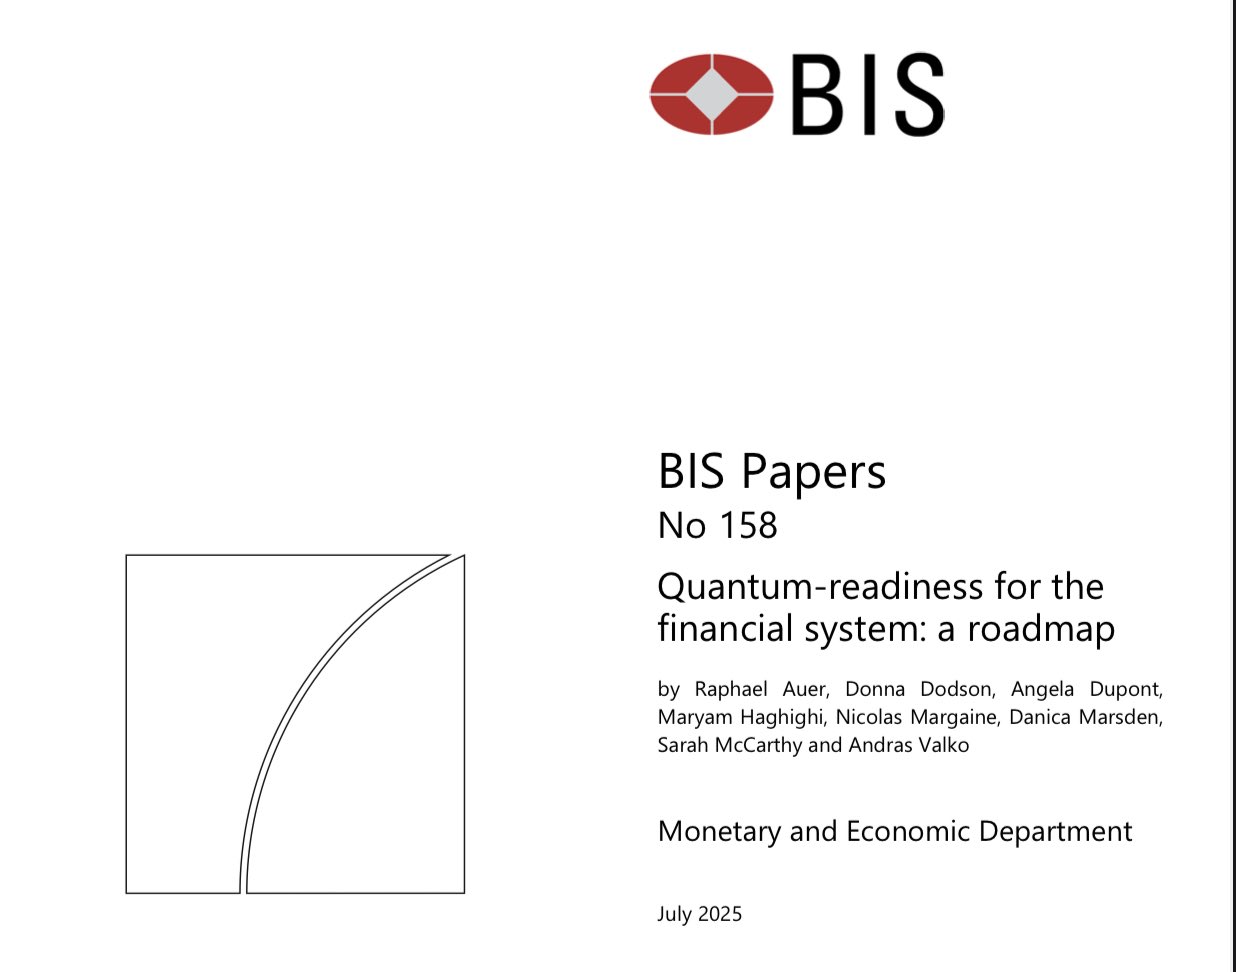 BIS
BIS Papers
No 158
Quantum-readiness for the
financial system: a roadmap
by Raphael Auer, Donna Dodson, Angela Dupont,
Maryam Haghighi, Nicolas Margaine, Danica Marsden,
Sarah McCarthy and Andras Valko
Monetary and Economic Department
July 2025